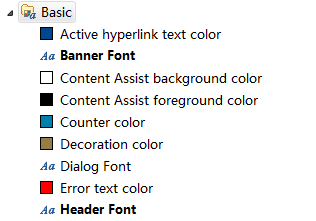 Basic
Active hyperlink text color
Aa Banner Font
Content Assist background color
Content Assist foreground color
Counter color
Decoration color
Aa Dialog Font
Error text color
Aa Header Font